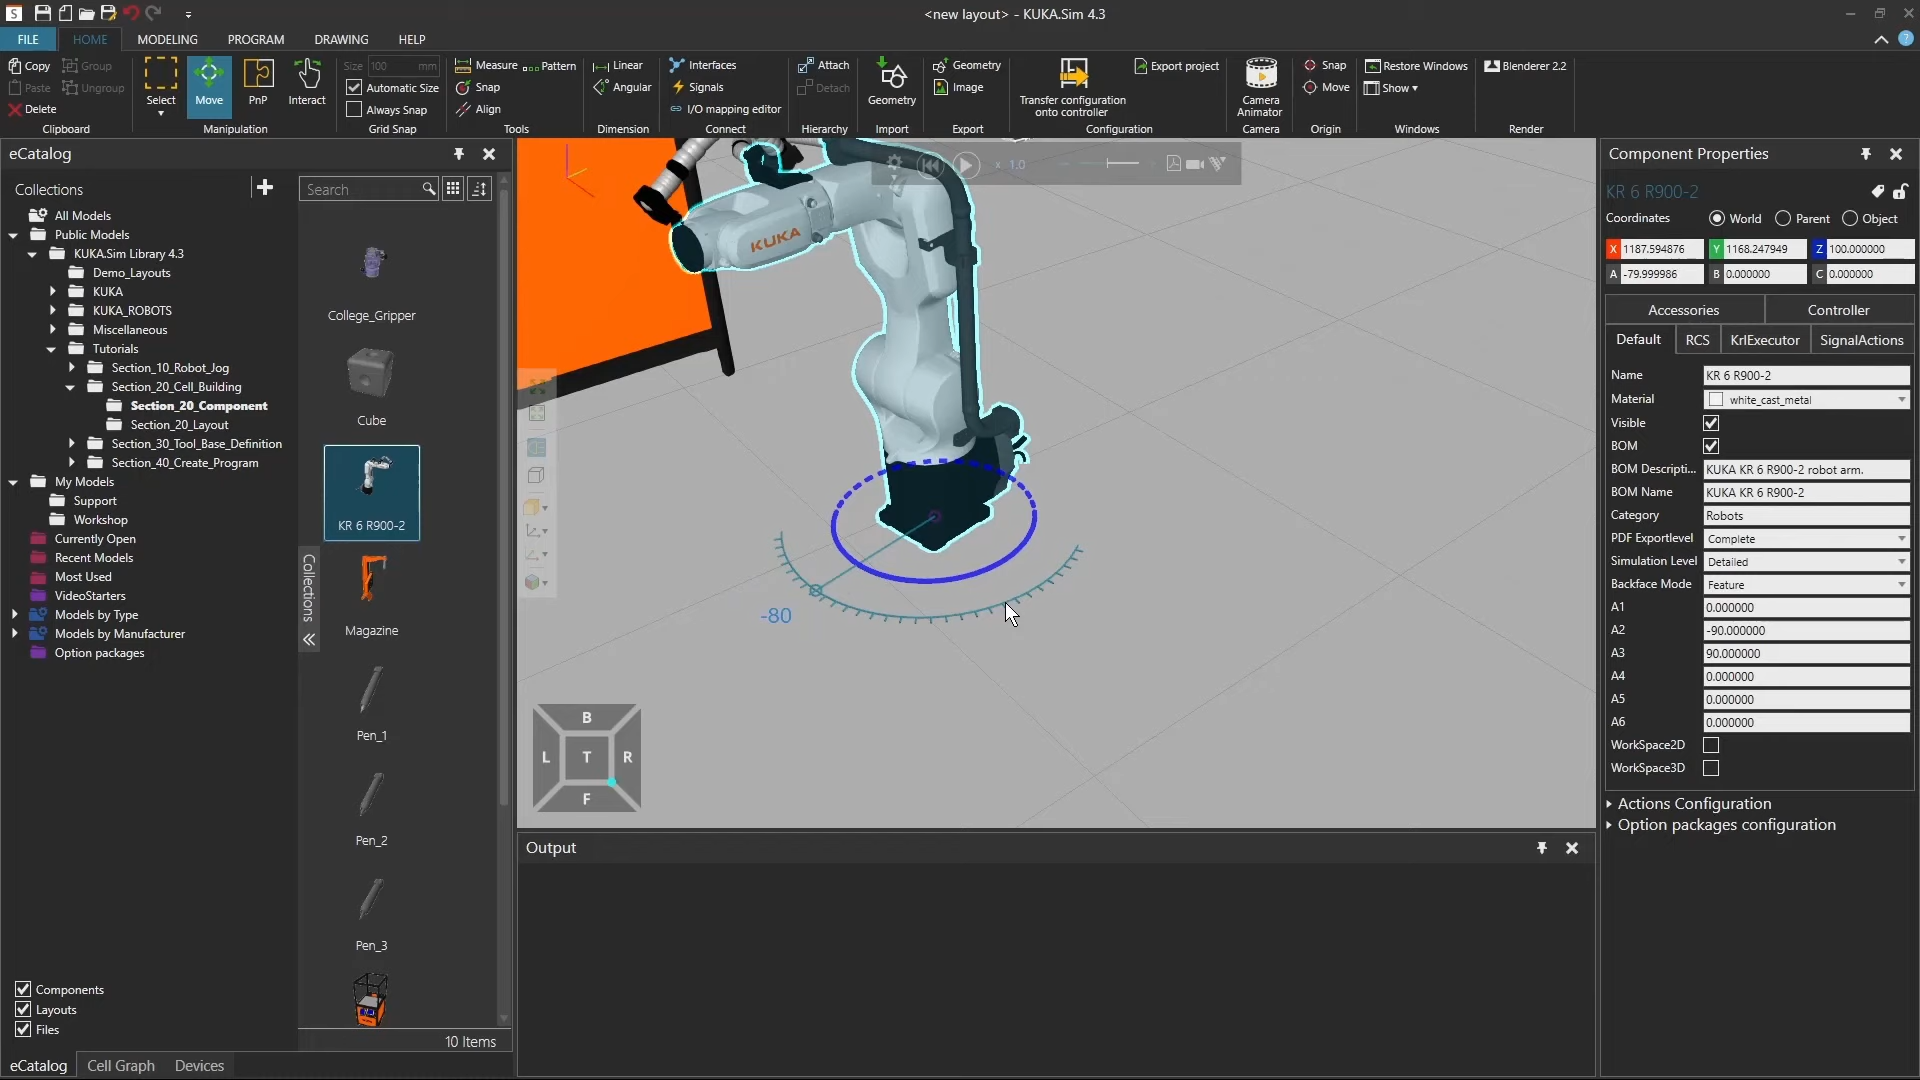 S
<new layout> - KUKA.Sim 4.3
FILE
HOME
MODELING
PROGRAM
DRAWING
HELP
?
Copy
Paste
Delete
Clipboard
Group
Ungroup
Select
Move
PnP
Interact
Manipulation
Size
100
mm
Automatic Size
Always Snap
Grid Snap
Measure
Pattern
Snap
Align
Tools
Linear
Angular
Dimension
Interfaces
Signals
I/O mapping editor
Connect
Attach
Detach
Hierarchy
Geometry
Import
Geometry
Image
Export
Transfer configuration
onto controller
Export project
Configuration
Camera
Animator
Camera
Snap
Move
Origin
Restore Windows
Show
Windows
Blenderer 2.2
Render
eCatalog
Collections
All Models
Public Models
KUKA.Sim Library 4.3
Demo_Layouts
KUKA
KUKA_ROBOTS
Miscellaneous
Tutorials
Section_10_Robot_Jog
Section_20_Cell_Building
Section_20_Component
Section_20_Layout
Section_30_Tool_Base_Definition
Section_40_Create_Program
My Models
Support
Workshop
Currently Open
Recent Models
Most Used
VideoStarters
Models by Type
Models by Manufacturer
Option packages
Components
Layouts
Files
Search
College_Gripper
Cube
KR 6 R900-2
Magazine
Pen_1
Pen_2
Pen_3
10 Items
Collections
eCatalog
Cell Graph
Devices
x 1.0
KUKA
-80
B
L
T
R
F
Output
Component Properties
KR 6 R900-2
Coordinates
World
Parent
Object
X 1187.594876
Y 1168.247949
Z 100.000000
A -79.999986
B 0.000000
C 0.000000
Accessories
Controller
Default
RCS
KrlExecutor
SignalActions
Name KR 6 R900-2
Material white_cast_metal
Visible
BOM
BOM Descripti... KUKA KR 6 R900-2 robot arm.
BOM Name KUKA KR 6 R900-2
Category Robots
PDF Exportlevel Complete
Simulation Level Detailed
Backface Mode Feature
A1 0.000000
A2 -90.000000
A3 90.000000
A4 0.000000
A5 0.000000
A6 0.000000
WorkSpace2D
WorkSpace3D
Actions Configuration
Option packages configuration